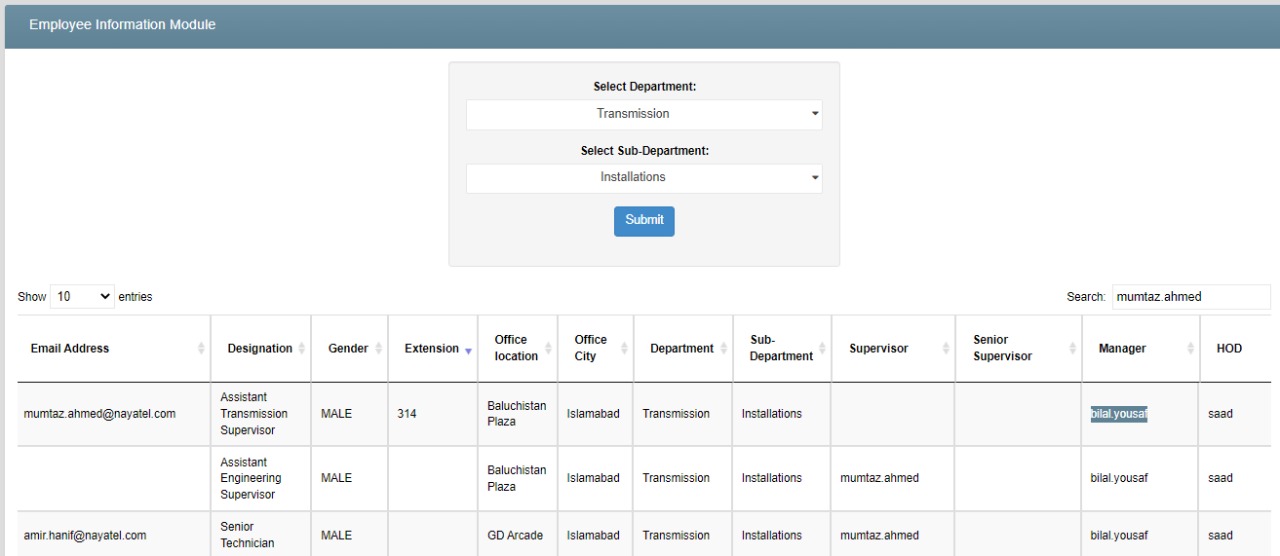 Employee Information Module
Select Department:
Transmission
Select Sub-Department:
Installations
Submit
Show 10 entries
Search: mumtaz.ahmed
Email Address Designation Gender Extension Office location Office City Department Sub-Department Supervisor Senior Supervisor Manager HOD
mumtaz.ahmed@nayatel.com Assistant Transmission Supervisor MALE 314 Baluchistan Plaza Islamabad Transmission Installations bilal.yousaf saad
Assistant Engineering Supervisor MALE Baluchistan Plaza Islamabad Transmission Installations mumtaz.ahmed bilal.yousaf saad
amir.hanif@nayatel.com Senior Technician MALE GD Arcade Islamabad Transmission Installations mumtaz.ahmed bilal.yousaf saad